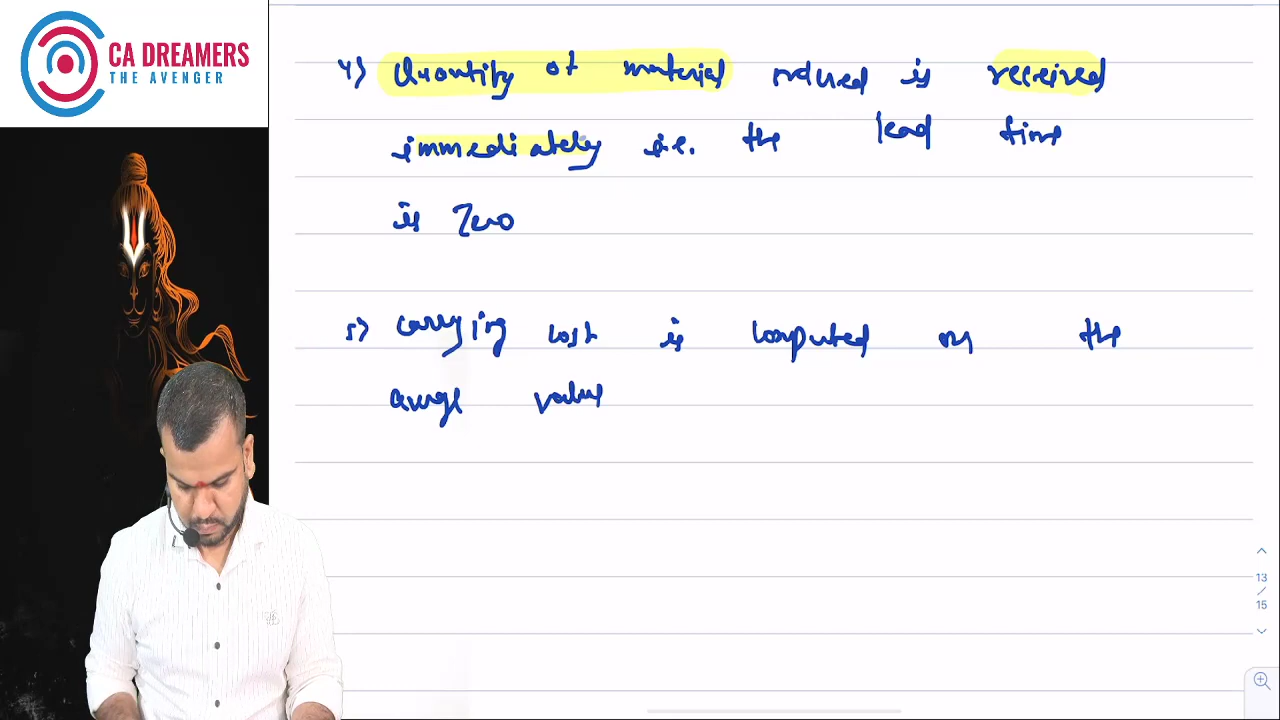 CA DREAMERS
THE AVENGER
4) Quantity of material ordered is received
immediately i.e. the lead time
is Zero
5) Carrying cost is computed on the
average value
13
/
15